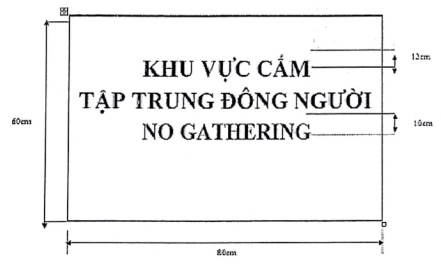 12cm
KHU VỰC CẤM
TẬP TRUNG ĐÔNG NGƯỜI
60cm
10cm
NO GATHERING
80cm